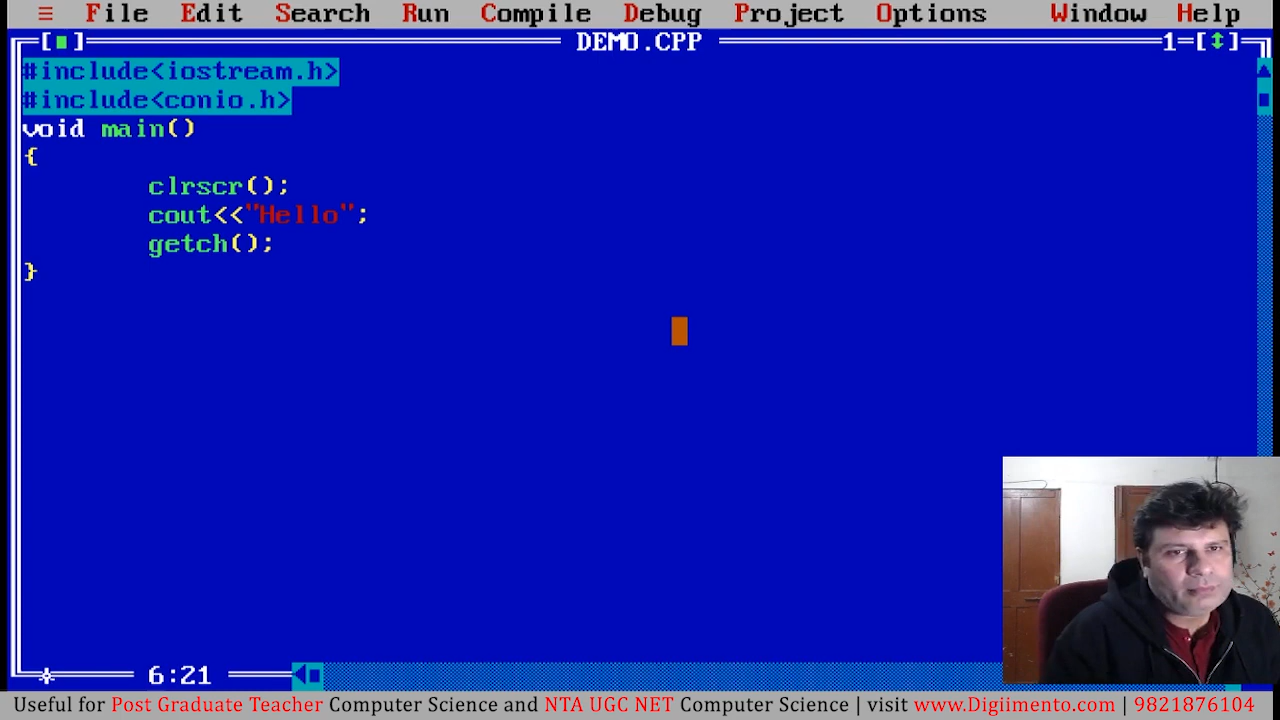 ≡ File Edit Search Run Compile Debug Project Options Window Help
[■] DEMO.CPP 1=[↕]
#include<iostream.h>
#include<conio.h>
void main()
{
clrscr();
cout<<"Hello";
getch();
}
6:21
Useful for Post Graduate Teacher Computer Science and NTA UGC NET Computer Science | visit www.Digiimento.com | 9821876104